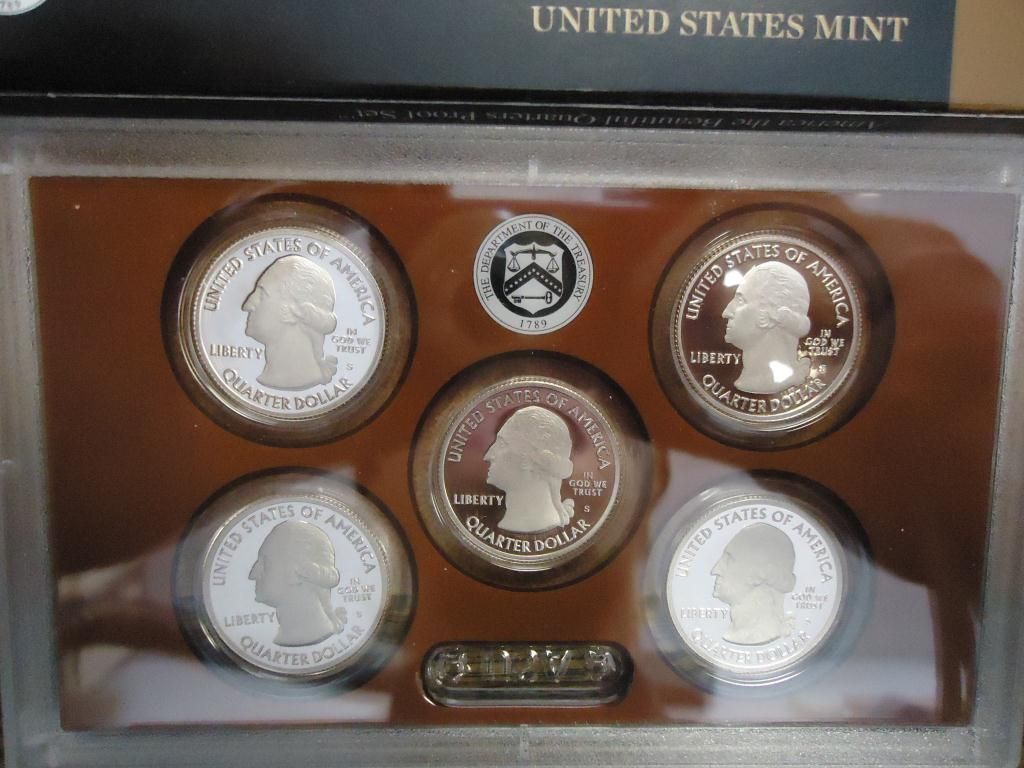 UNITED STATES MINT
America the Beautiful Quarters Proof Set™
THE DEPARTMENT OF THE TREASURY
1789
UNITED STATES OF AMERICA
LIBERTY
IN
GOD WE
TRUST
S
QUARTER DOLLAR
UNITED STATES OF AMERICA
LIBERTY
IN
GOD WE
TRUST
S
QUARTER DOLLAR
UNITED STATES OF AMERICA
LIBERTY
IN
GOD WE
TRUST
S
QUARTER DOLLAR
UNITED STATES OF AMERICA
LIBERTY
IN
GOD WE
TRUST
S
QUARTER DOLLAR
UNITED STATES OF AMERICA
LIBERTY
IN
GOD WE
TRUST
QUARTER DOLLAR